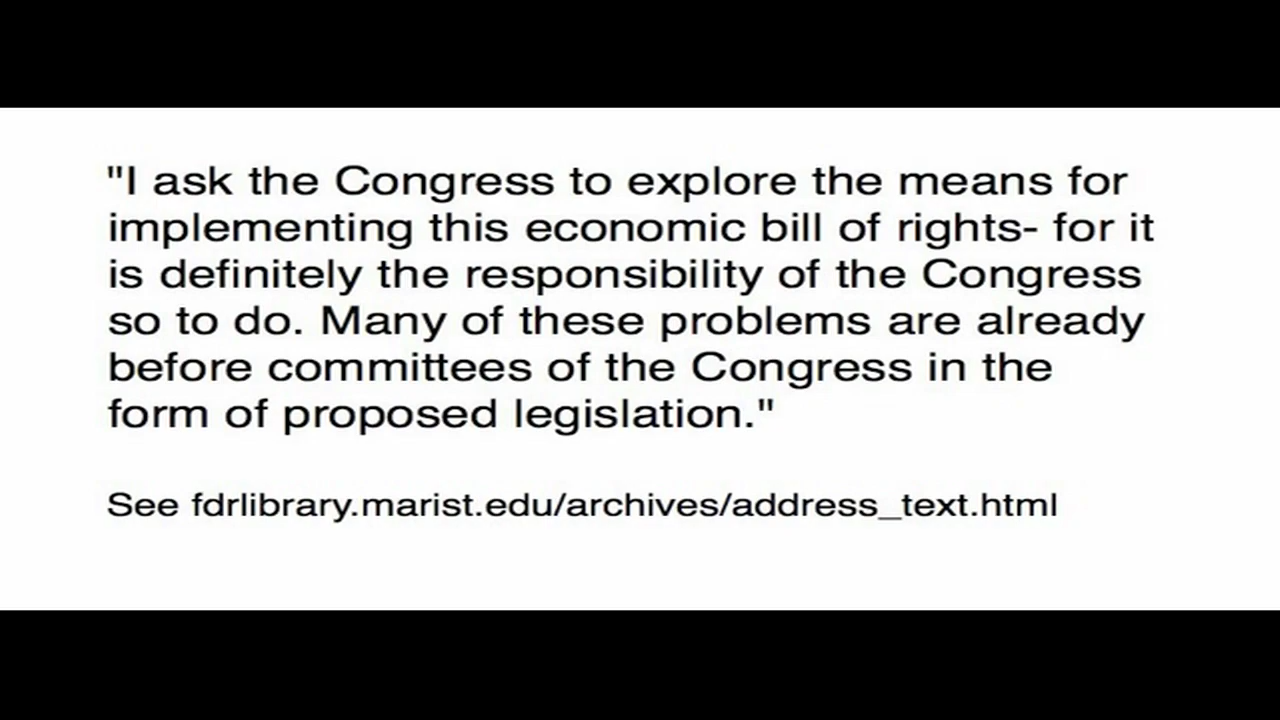 "I ask the Congress to explore the means for
implementing this economic bill of rights- for it
is definitely the responsibility of the Congress
so to do. Many of these problems are already
before committees of the Congress in the
form of proposed legislation."
See fdrlibrary.marist.edu/archives/address_text.html